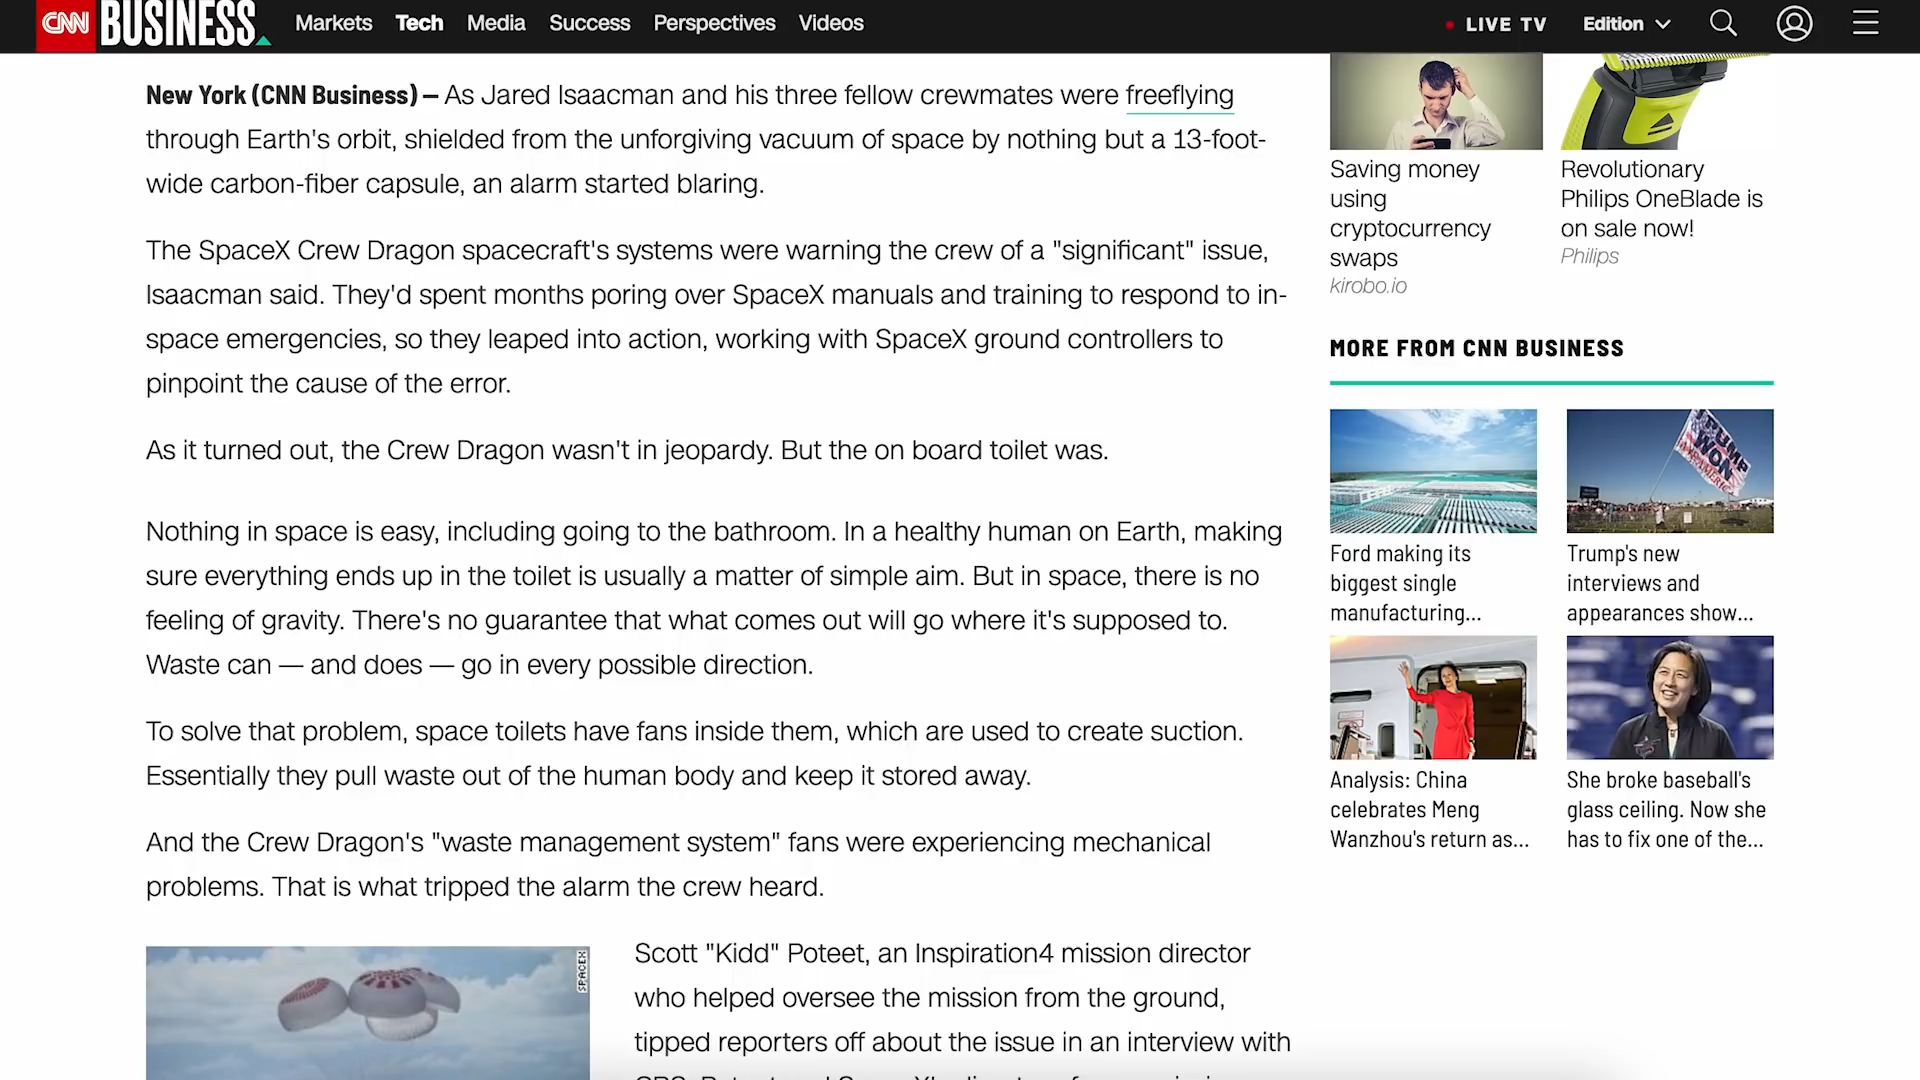 CNN BUSINESS Markets Tech Media Success Perspectives Videos LIVE TV Edition
New York (CNN Business) — As Jared Isaacman and his three fellow crewmates were freeflying
through Earth's orbit, shielded from the unforgiving vacuum of space by nothing but a 13-foot-
wide carbon-fiber capsule, an alarm started blaring.
The SpaceX Crew Dragon spacecraft's systems were warning the crew of a "significant" issue,
Isaacman said. They'd spent months poring over SpaceX manuals and training to respond to in-
space emergencies, so they leaped into action, working with SpaceX ground controllers to
pinpoint the cause of the error.
As it turned out, the Crew Dragon wasn't in jeopardy. But the on board toilet was.
Nothing in space is easy, including going to the bathroom. In a healthy human on Earth, making
sure everything ends up in the toilet is usually a matter of simple aim. But in space, there is no
feeling of gravity. There's no guarantee that what comes out will go where it's supposed to.
Waste can — and does — go in every possible direction.
To solve that problem, space toilets have fans inside them, which are used to create suction.
Essentially they pull waste out of the human body and keep it stored away.
And the Crew Dragon's "waste management system" fans were experiencing mechanical
problems. That is what tripped the alarm the crew heard.
SPACEX
Scott "Kidd" Poteet, an Inspiration4 mission director
who helped oversee the mission from the ground,
tipped reporters off about the issue in an interview with
Saving money
using
cryptocurrency
swaps
kirobo.io
Revolutionary
Philips OneBlade is
on sale now!
Philips
MORE FROM CNN BUSINESS
Ford making its
biggest single
manufacturing...
TRUMP
WON
Trump's new
interviews and
appearances show...
Analysis: China
celebrates Meng
Wanzhou's return as...
She broke baseball's
glass ceiling. Now she
has to fix one of the...